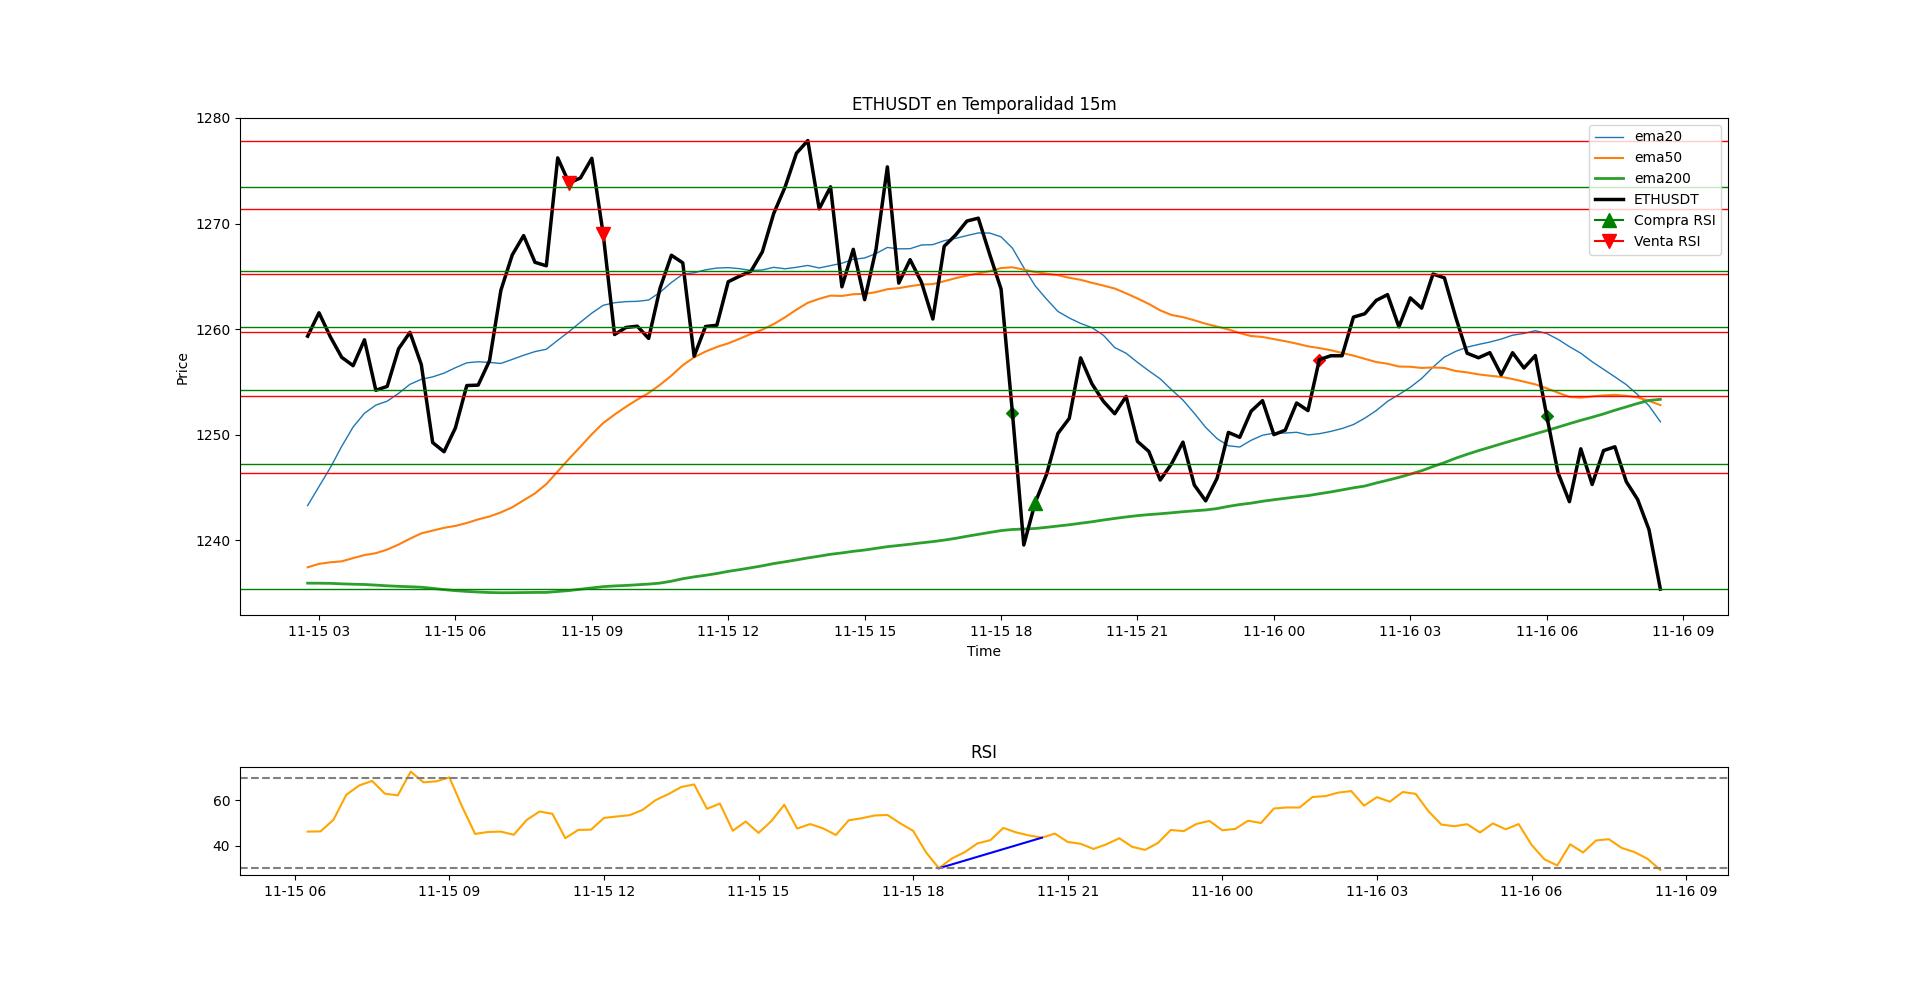 ETHUSDT en Temporalidad 15m
1280
1270
1260
1250
1240
Price
ema20
ema50
ema200
ETHUSDT
Compra RSI
Venta RSI
11-15 03 11-15 06 11-15 09 11-15 12 11-15 15 11-15 18 11-15 21 11-16 00 11-16 03 11-16 06 11-16 09
Time
RSI
60
40
11-15 06 11-15 09 11-15 12 11-15 15 11-15 18 11-15 21 11-16 00 11-16 03 11-16 06 11-16 09